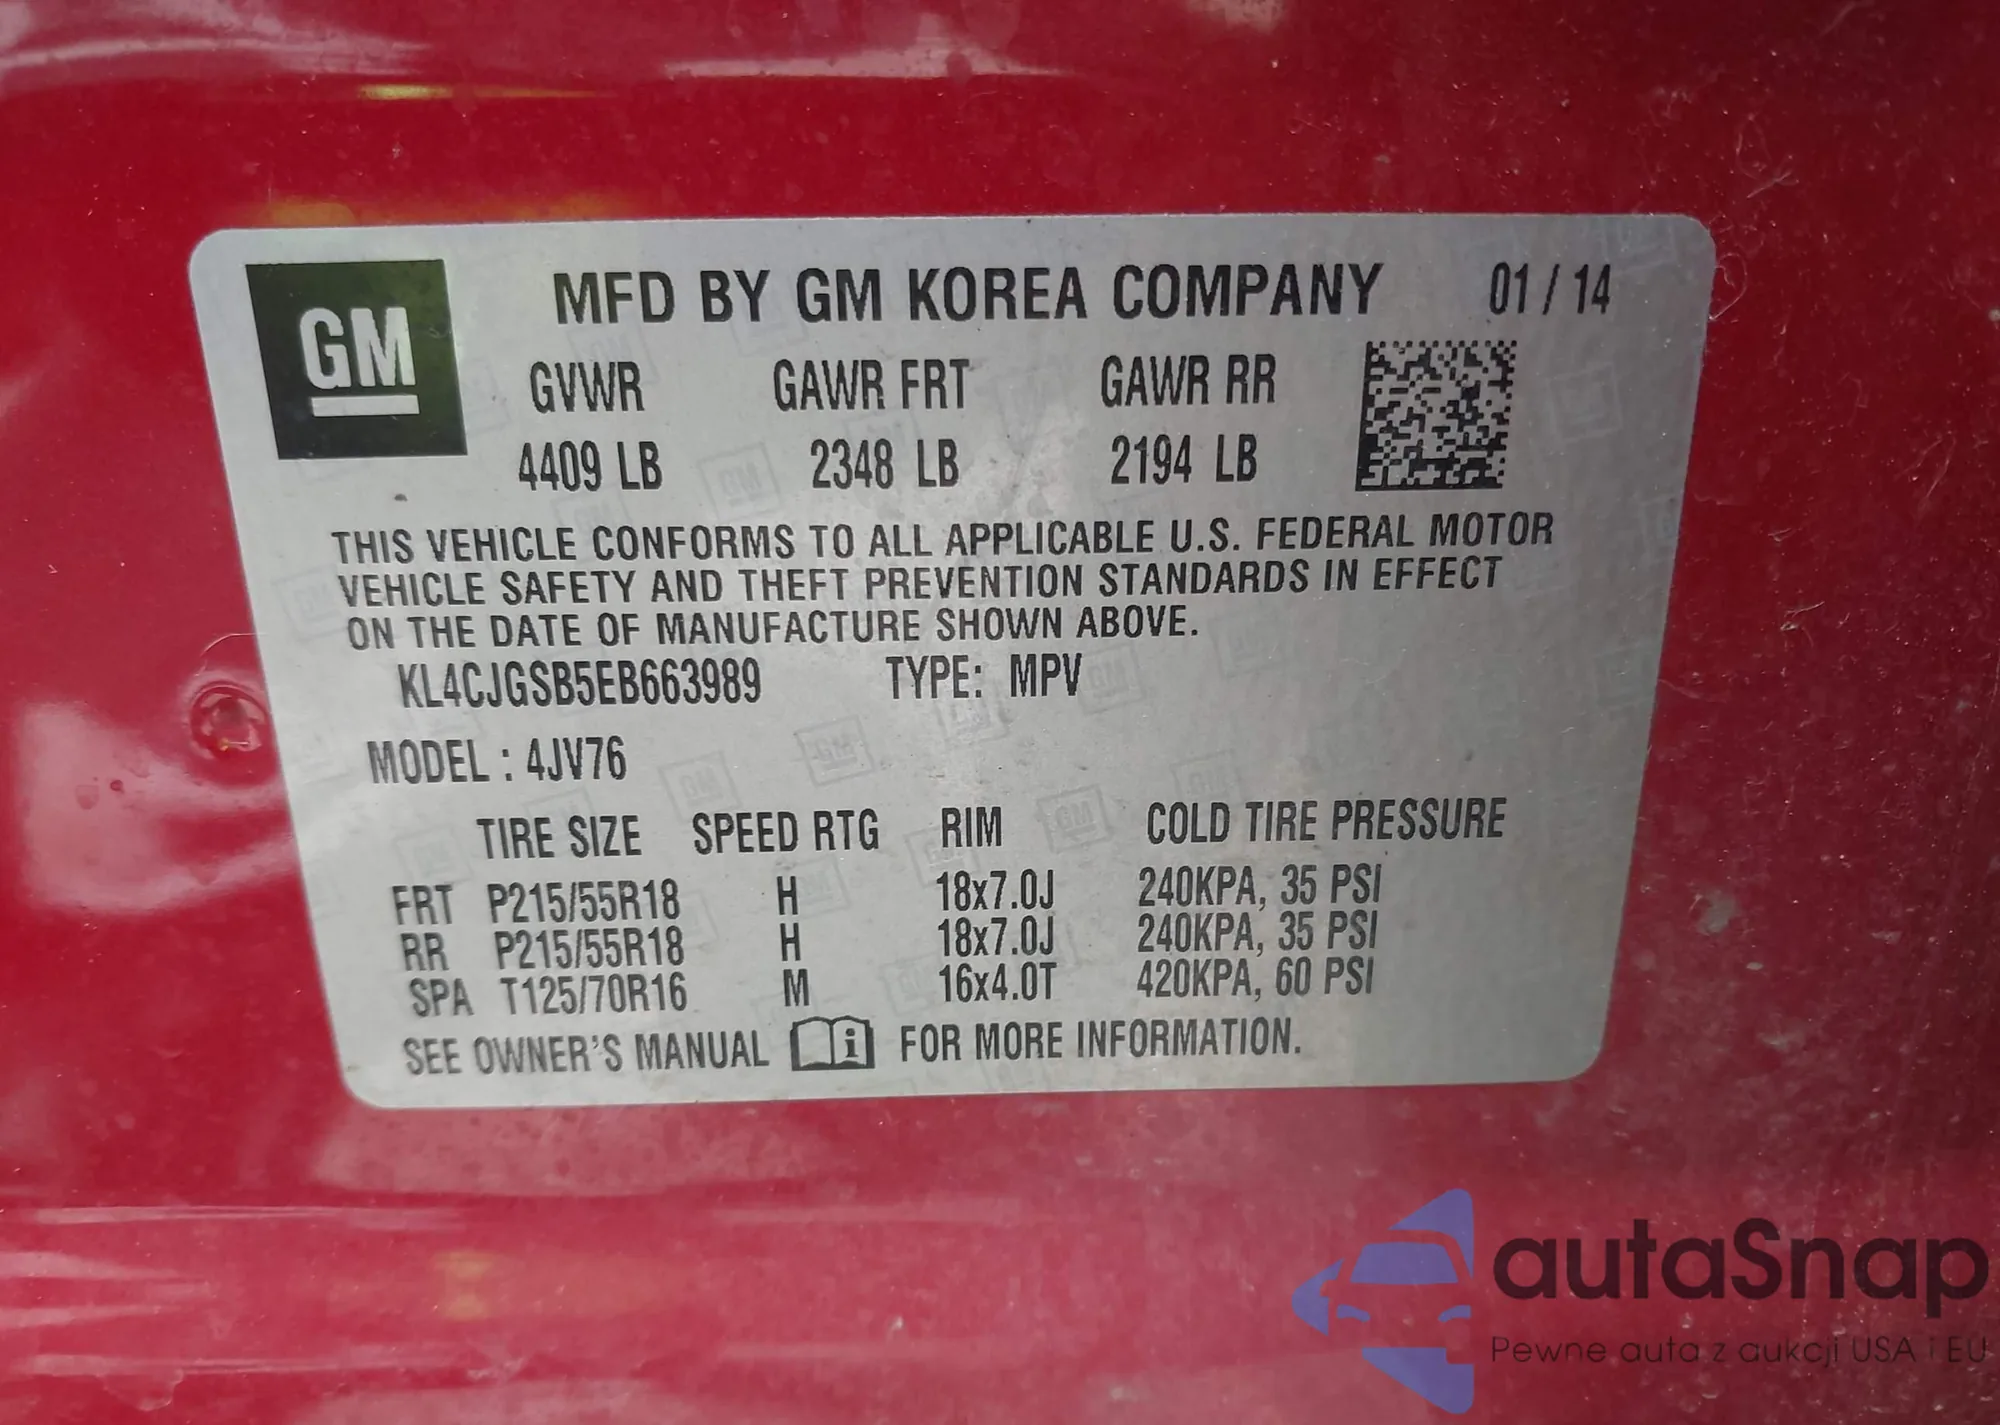 GM
MFD BY GM KOREA COMPANY 01 / 14
GVWR GAWR FRT GAWR RR
4409 LB 2348 LB 2194 LB
THIS VEHICLE CONFORMS TO ALL APPLICABLE U.S. FEDERAL MOTOR
VEHICLE SAFETY AND THEFT PREVENTION STANDARDS IN EFFECT
ON THE DATE OF MANUFACTURE SHOWN ABOVE.
KL4CJGSB5EB663989 TYPE: MPV
MODEL : 4JV76
TIRE SIZE SPEED RTG RIM COLD TIRE PRESSURE
FRT P215/55R18 H 18x7.0J 240KPA, 35 PSI
RR P215/55R18 H 18x7.0J 240KPA, 35 PSI
SPA T125/70R16 M 16x4.0T 420KPA, 60 PSI
SEE OWNER'S MANUAL i FOR MORE INFORMATION.
autaSnap
Pewne auta z aukcji USA i EU